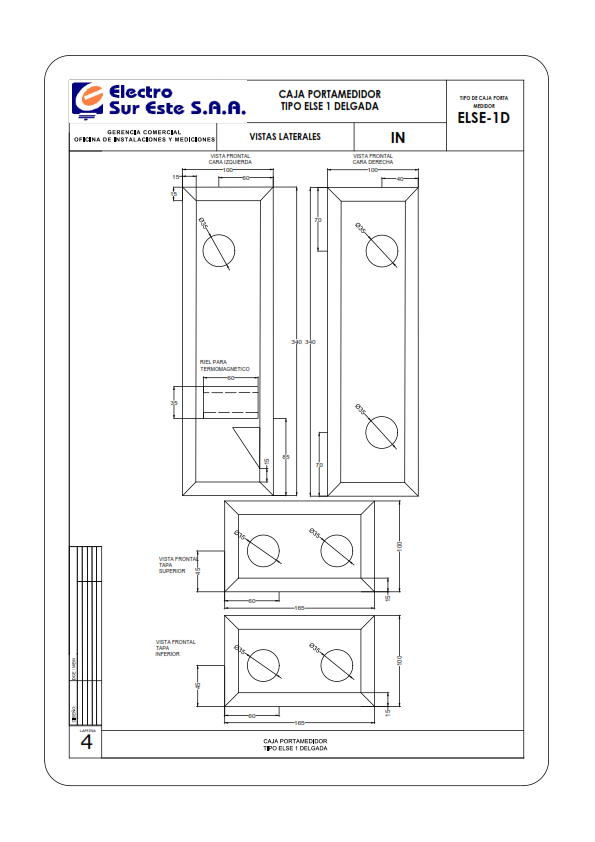 Electro
Sur Este S.A.A.
GERENCIA COMERCIAL
OFICINA DE INSTALACIONES Y MEDICIONES
CAJA PORTAMEDIDOR
TIPO ELSE 1 DELGADA
VISTAS LATERALES
IN
TIPO DE CAJA PORTA
MEDIDOR
ELSE-1D
VISTA FRONTAL
CARA IZQUIERDA
100
60
15
15
Ø35
340
RIEL PARA
TERMOMAGNETICO
60
35
85
15
VISTA FRONTAL
CARA DERECHA
100
40
70
Ø35
340
Ø35
70
VISTA FRONTAL
TAPA
SUPERIOR
Ø35
Ø35
100
45
15
60
165
VISTA FRONTAL
TAPA
INFERIOR
Ø35
Ø35
100
45
15
60
165
DISEÑO:
LAMINA
4
CAJA PORTAMEDIDOR
TIPO ELSE 1 DELGADA